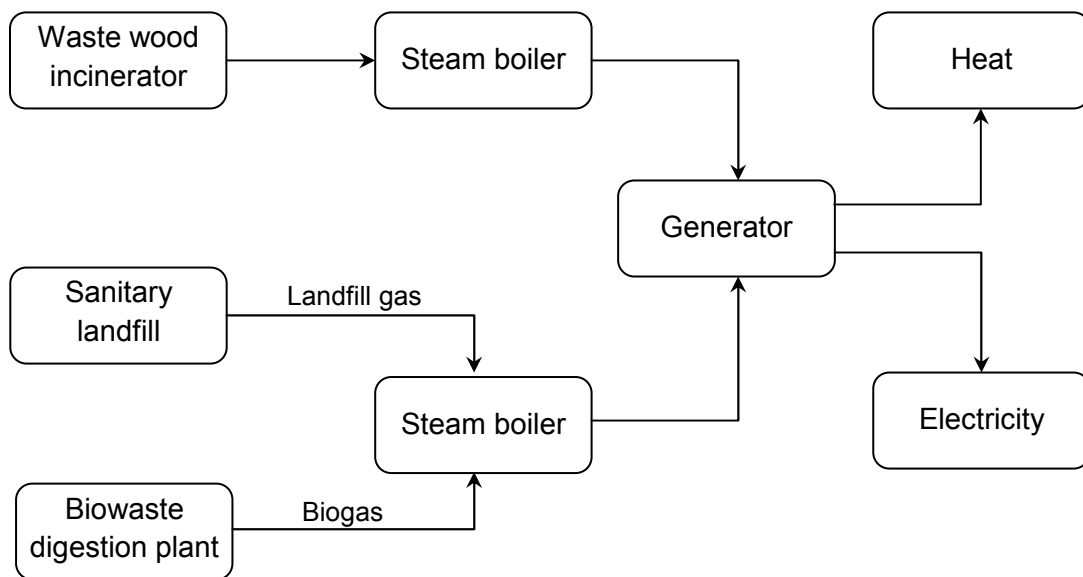 Waste wood
incinerator
Steam boiler
Heat
Generator
Sanitary
landfill
Landfill gas
Steam boiler
Electricity
Biowaste
digestion plant
Biogas